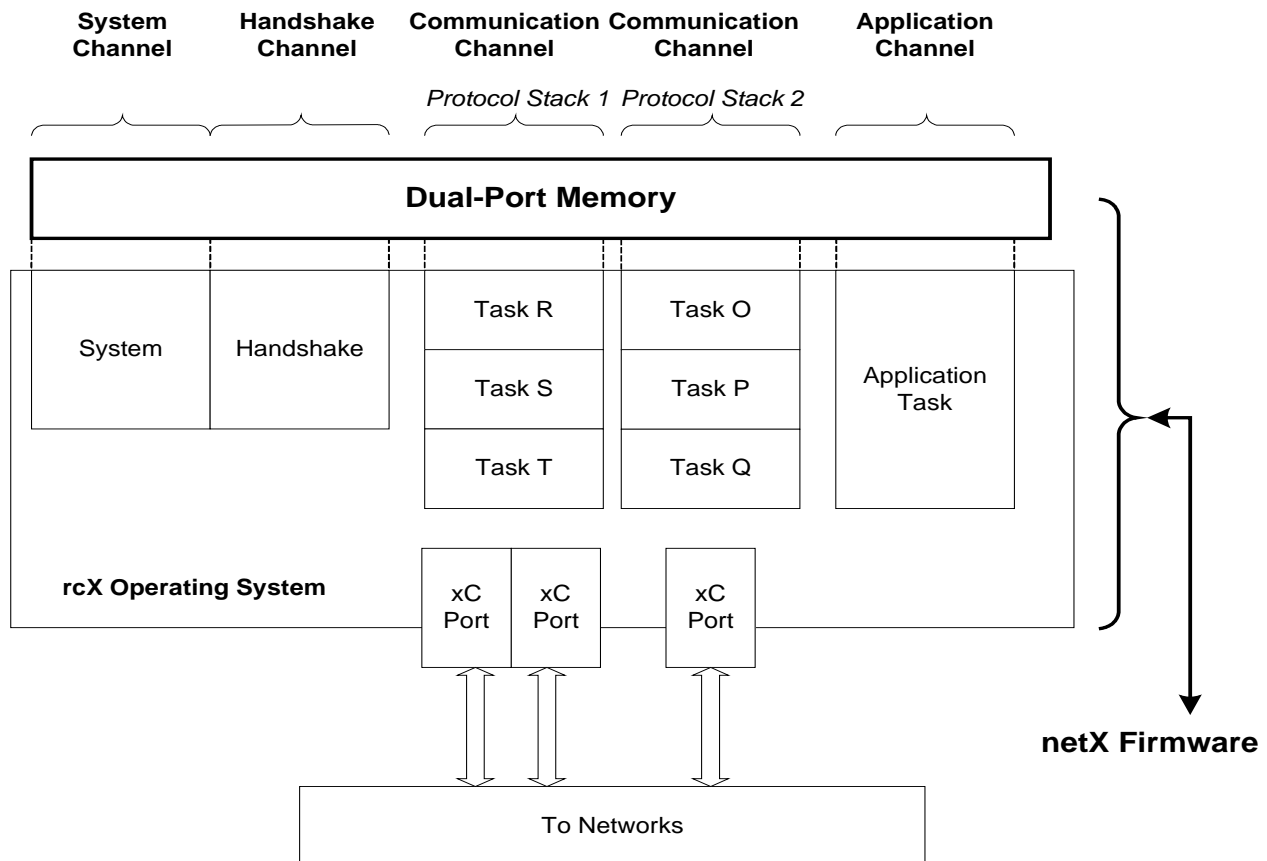 System
Channel
Handshake
Channel
Communication
Channel
Communication
Channel
Application
Channel
Protocol Stack 1
Protocol Stack 2
Dual-Port Memory
System
Handshake
Task R
Task S
Task T
Task O
Task P
Task Q
Application
Task
rcX Operating System
xC
Port
xC
Port
xC
Port
netX Firmware
To Networks